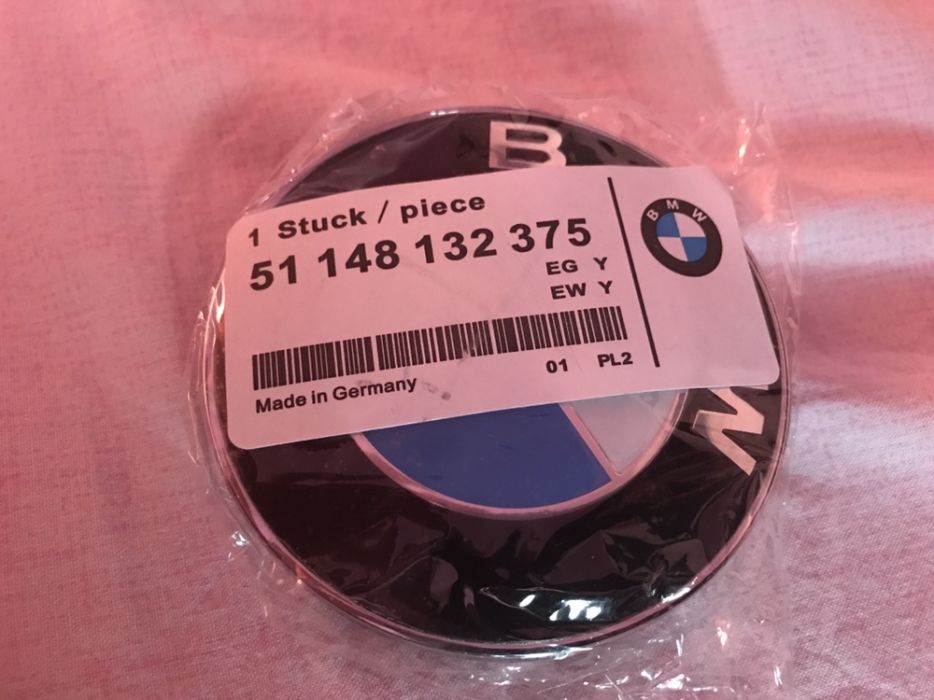 B
1 Stuck / piece
51 148 132 375
EG Y
EW Y
01 PL2
Made in Germany
BMW
W